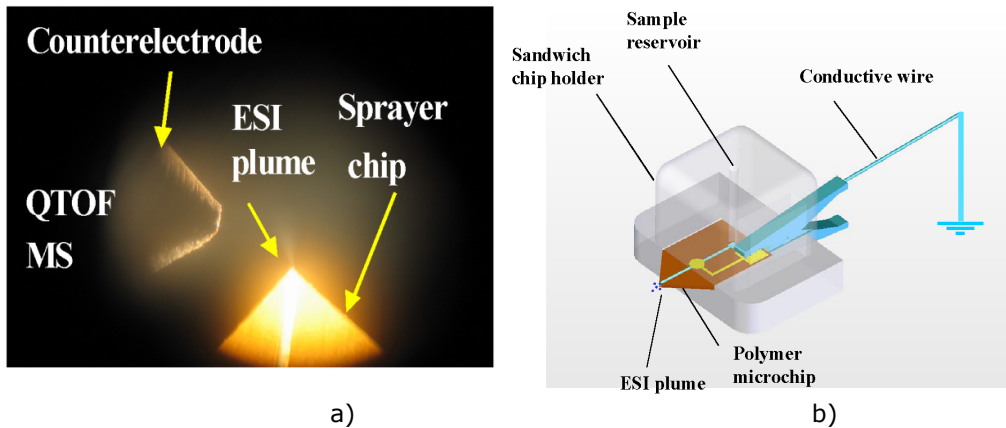 Counterelectrode
ESI
plume
Sprayer
chip
QTOF
MS
a)
Sample
reservoir
Sandwich
chip holder
Conductive wire
Polymer
microchip
ESI plume
b)